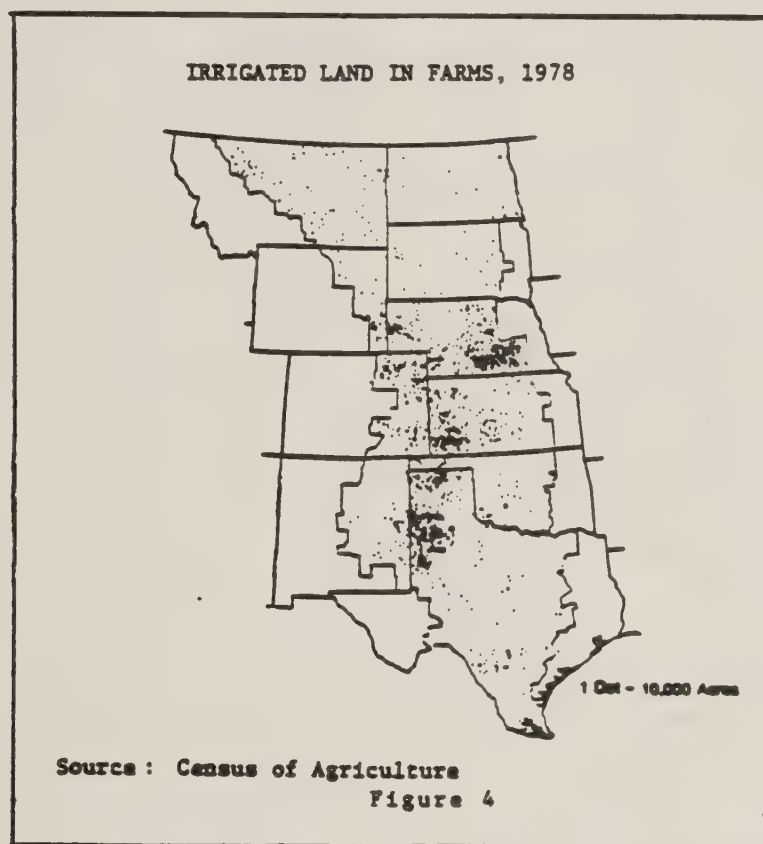 IRRIGATED LAND IN FARMS, 1978
1 Dot - 10,000 Acres
Source: Census of Agriculture
Figure 4